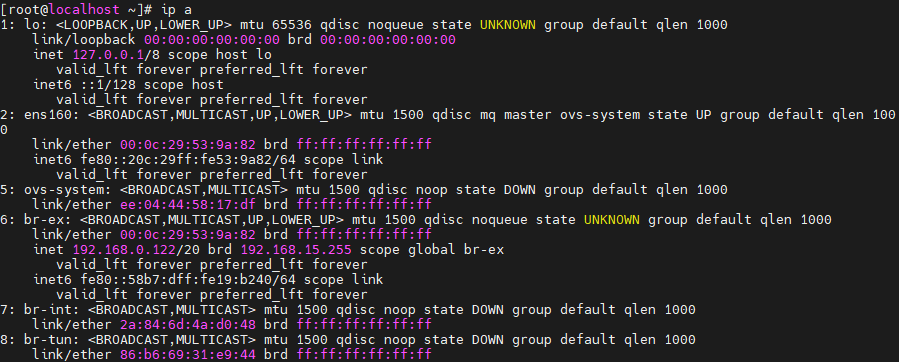 [root@localhost ~]# ip a
1: lo: <LOOPBACK,UP,LOWER_UP> mtu 65536 qdisc noqueue state UNKNOWN group default qlen 1000
    link/loopback 00:00:00:00:00:00 brd 00:00:00:00:00:00
    inet 127.0.0.1/8 scope host lo
       valid_lft forever preferred_lft forever
    inet6 ::1/128 scope host
       valid_lft forever preferred_lft forever
2: ens160: <BROADCAST,MULTICAST,UP,LOWER_UP> mtu 1500 qdisc mq master ovs-system state UP group default qlen 100
0
    link/ether 00:0c:29:53:9a:82 brd ff:ff:ff:ff:ff:ff
    inet6 fe80::20c:29ff:fe53:9a82/64 scope link
       valid_lft forever preferred_lft forever
5: ovs-system: <BROADCAST,MULTICAST> mtu 1500 qdisc noop state DOWN group default qlen 1000
    link/ether ee:04:44:58:17:df brd ff:ff:ff:ff:ff:ff
6: br-ex: <BROADCAST,MULTICAST,UP,LOWER_UP> mtu 1500 qdisc noqueue state UNKNOWN group default qlen 1000
    link/ether 00:0c:29:53:9a:82 brd ff:ff:ff:ff:ff:ff
    inet 192.168.0.122/20 brd 192.168.15.255 scope global br-ex
       valid_lft forever preferred_lft forever
    inet6 fe80::58b7:dff:fe19:b240/64 scope link
       valid_lft forever preferred_lft forever
7: br-int: <BROADCAST,MULTICAST> mtu 1500 qdisc noop state DOWN group default qlen 1000
    link/ether 2a:84:6d:4a:d0:48 brd ff:ff:ff:ff:ff:ff
8: br-tun: <BROADCAST,MULTICAST> mtu 1500 qdisc noop state DOWN group default qlen 1000
    link/ether 86:b6:69:31:e9:44 brd ff:ff:ff:ff:ff:ff